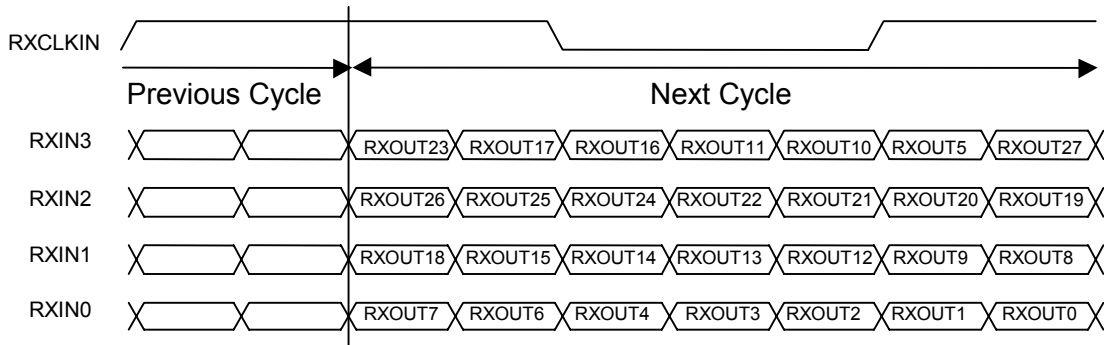 RXCLKIN
Previous Cycle Next Cycle
RXIN3 RXOUT23 RXOUT17 RXOUT16 RXOUT11 RXOUT10 RXOUT5 RXOUT27
RXIN2 RXOUT26 RXOUT25 RXOUT24 RXOUT22 RXOUT21 RXOUT20 RXOUT19
RXIN1 RXOUT18 RXOUT15 RXOUT14 RXOUT13 RXOUT12 RXOUT9 RXOUT8
RXIN0 RXOUT7 RXOUT6 RXOUT4 RXOUT3 RXOUT2 RXOUT1 RXOUT0